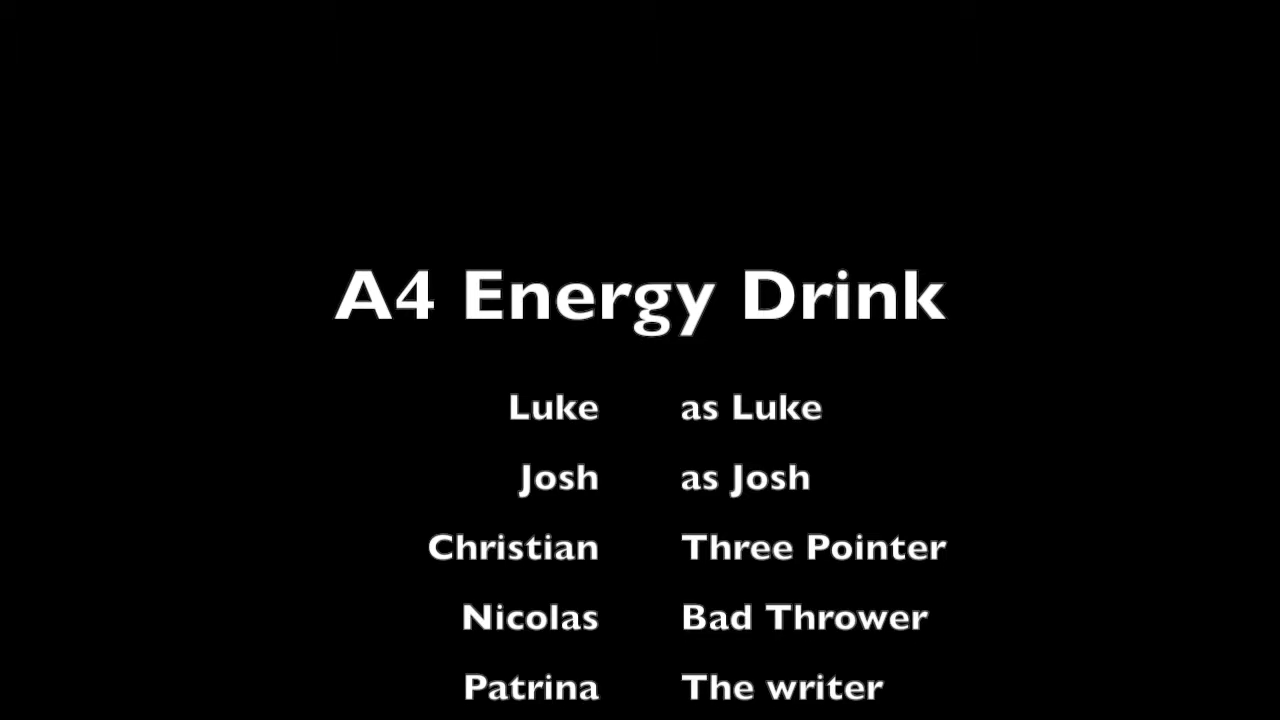 A4 Energy Drink
Luke as Luke
Josh as Josh
Christian Three Pointer
Nicolas Bad Thrower
Patrina The writer